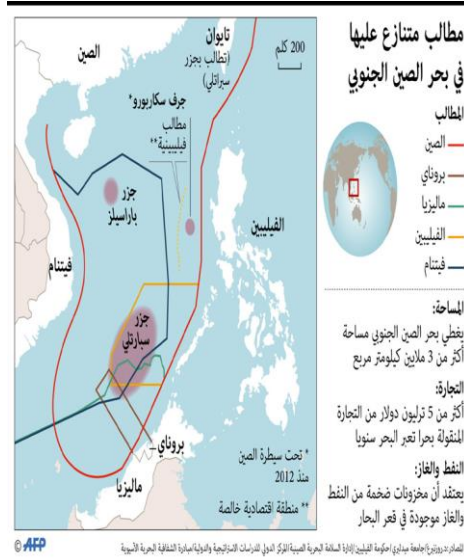 مطالب متنازع عليها
في بحر الصين الجنوبي
المطالب
الصين
بروناي
ماليزيا
الفيليبين
فيتنام
المساحة:
يغطي بحر الصين الجنوبي مساحة
أكثر من 3 ملايين كيلومتر مربع
التجارة:
أكثر من 5 ترليون دولار من التجارة
المنقولة بحرا تعبر البحر سنويا
النفط والغاز:
يعتقد أن مخزونات ضخمة من النفط
والغاز موجودة في قعر البحار
تايوان
(تطالب بجزر
سبراتلي)
200 كلم
الصين
جرف سكاربورو*
مطالب
فيليبينية**
جزر
باراسيلز
الفيليبين
فيتنام
جزر
سبارتلي
بروناي
ماليزيا
* تحت سيطرة الصين
منذ 2012
** منطقة اقتصادية خالصة
© AFP